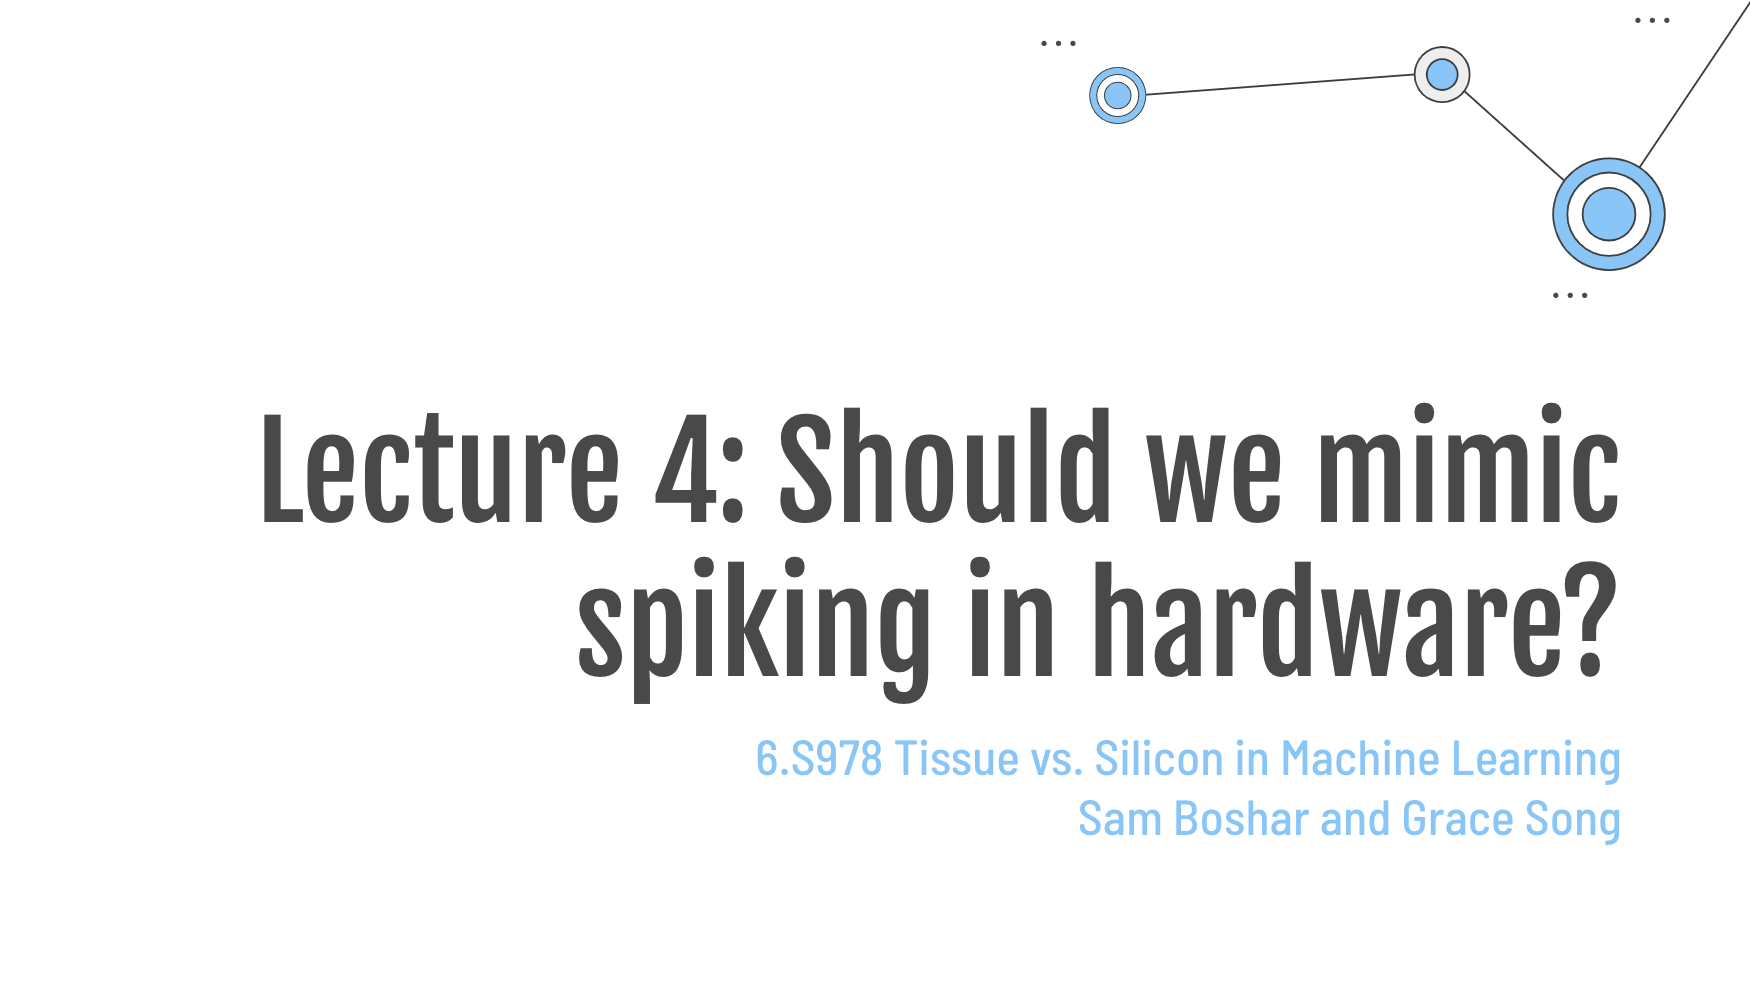 Lecture 4: Should we mimic
spiking in hardware?
6.S978 Tissue vs. Silicon in Machine Learning
Sam Boshar and Grace Song